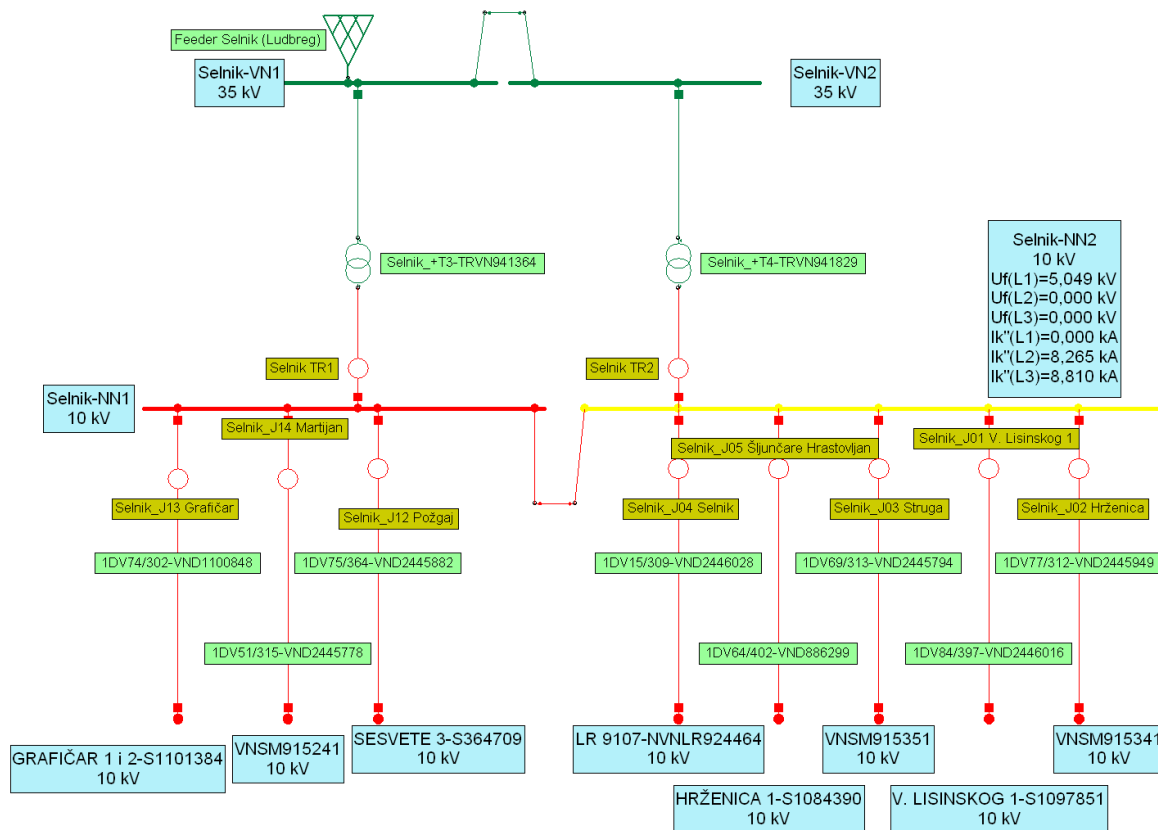 Feeder Selnik (Ludbreg)
Selnik-VN1
35 kV
Selnik-VN2
35 kV
Selnik_+T3-TRVN941364
Selnik_+T4-TRVN941829
Selnik-NN2
10 kV
Uf(L1)=5,049 kV
Uf(L2)=0,000 kV
Uf(L3)=0,000 kV
Ik"(L1)=0,000 kA
Ik"(L2)=8,265 kA
Ik"(L3)=8,810 kA
Selnik TR1
Selnik TR2
Selnik-NN1
10 kV
Selnik_J14 Martijan
Selnik_J05 Šljunčare Hrastovljan
Selnik_J01 V. Lisinskog 1
Selnik_J13 Grafičar
Selnik_J12 Požgaj
Selnik_J04 Selnik
Selnik_J03 Struga
Selnik_J02 Hrženica
1DV74/302-VND1100848
1DV75/364-VND2445882
1DV15/309-VND2446028
1DV69/313-VND2445794
1DV77/312-VND2445949
1DV51/315-VND2445778
1DV64/402-VND886299
1DV84/397-VND2446016
GRAFIČAR 1 i 2-S1101384
10 kV
VNSM915241
10 kV
SESVETE 3-S364709
10 kV
LR 9107-NVNLR924464
10 kV
VNSM915351
10 kV
VNSM915341
10 kV
HRŽENICA 1-S1084390
10 kV
V. LISINSKOG 1-S1097851
10 kV